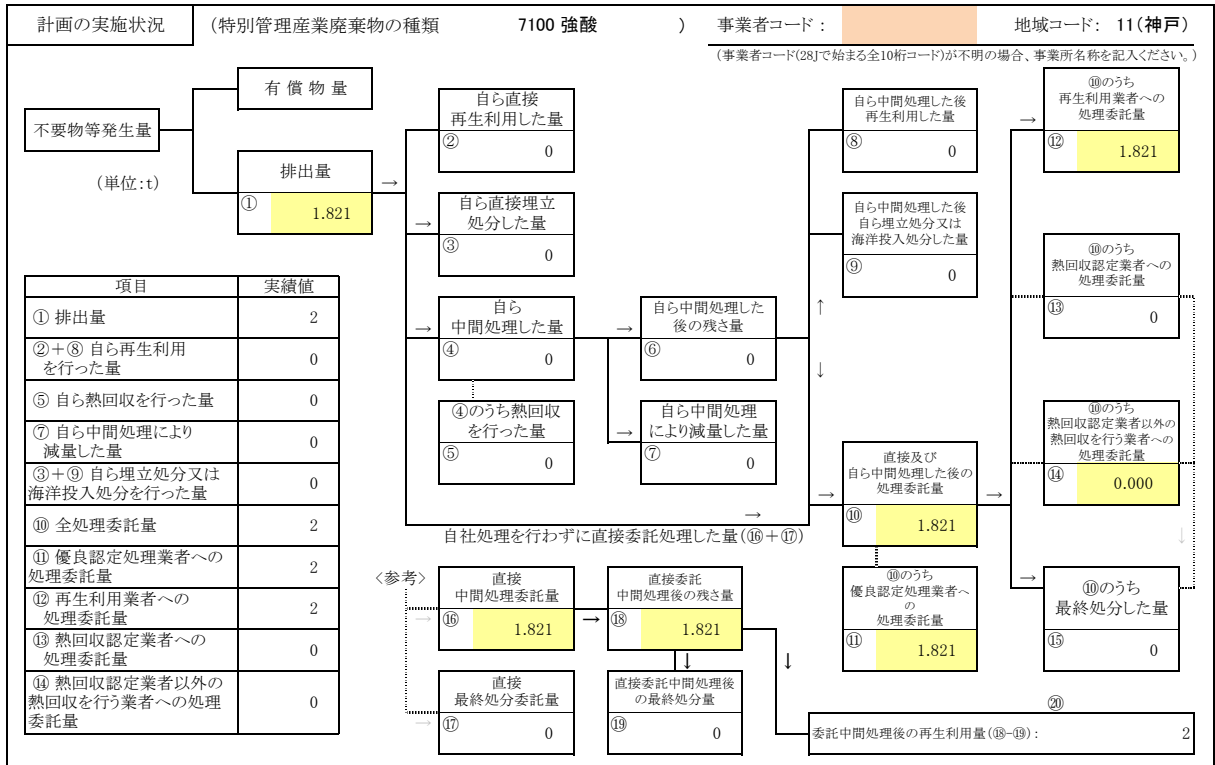 計画の実施状況 (特別管理産業廃棄物の種類 7100 強酸 ) 事業者コード : 地域コード: 11(神戸)
(事業者コード(28Jで始まる全10桁コード)が不明の場合、事業所名称を記入ください。)
不要物等発生量
(単位:t)
有 償 物 量
排出量
→
① 1.821
自ら直接
再生利用した量
② 0
→
自ら直接埋立
処分した量
③ 0
→
自ら
中間処理した量
④ 0
④のうち熱回収
を行った量
⑤ 0
→
自ら中間処理した
後の残さ量
⑥ 0
→
自ら中間処理
により減量した量
⑦ 0
自ら中間処理した後
再生利用した量
⑧ 0
自ら中間処理した後
自ら埋立処分又は
海洋投入処分した量
⑨ 0
↑
↓
→
→
自社処理を行わずに直接委託処理した量(⑯+⑰)
直接及び
自ら中間処理した後の
処理委託量
⑩ 1.821
→
⑩のうち
優良認定処理業者へ
の
処理委託量
⑪ 1.821
→
⑩のうち
再生利用業者への
処理委託量
⑫ 1.821
⑩のうち
熱回収認定業者への
処理委託量
⑬ 0
⑩のうち
熱回収認定業者以外の
熱回収を行う業者への
処理委託量
⑭ 0.000
↓
→
⑩のうち
最終処分した量
⑮ 0
項目 実績値
① 排出量 2
②+⑧ 自ら再生利用
を行った量 0
⑤ 自ら熱回収を行った量 0
⑦ 自ら中間処理により
減量した量 0
③+⑨ 自ら埋立処分又は
海洋投入処分を行った量 0
⑩ 全処理委託量 2
⑪ 優良認定処理業者への
処理委託量 2
⑫ 再生利用業者への
処理委託量 2
⑬ 熱回収認定業者への
処理委託量 0
⑭ 熱回収認定業者以外の
熱回収を行う業者への処理
委託量 0
<参考>
→
直接
中間処理委託量
⑯ 1.821
→
直接委託
中間処理後の残さ量
⑱ 1.821
↓
↓
→
直接
最終処分委託量
⑰ 0
直接委託中間処理後
の最終処分量
⑲ 0
⑳
委託中間処理後の再生利用量(⑱-⑲) : 2